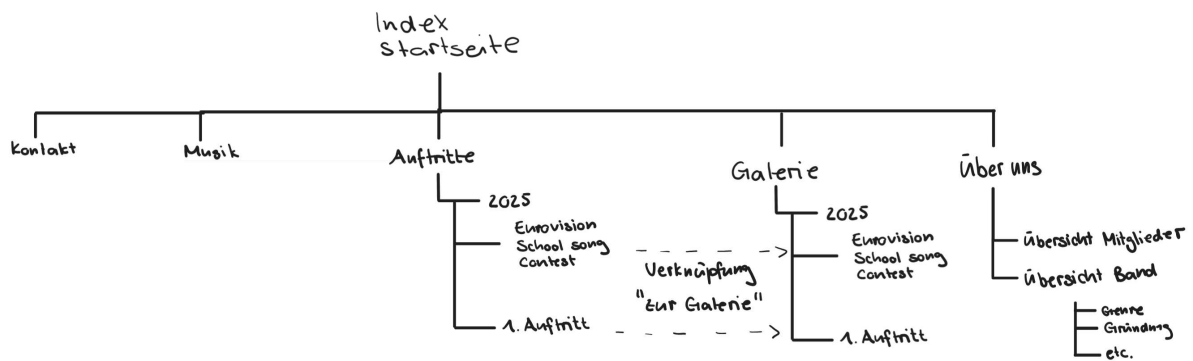 Index
Startseite
Kontakt
Musik
Auftritte
Galerie
Über uns
2025
Eurovision
School song
Contest
1. Auftritt
Verknüpfung
"zur Galerie"
2025
Eurovision
School song
Contest
1. Auftritt
Übersicht Mitglieder
Übersicht Band
Genre
Gründung
etc.